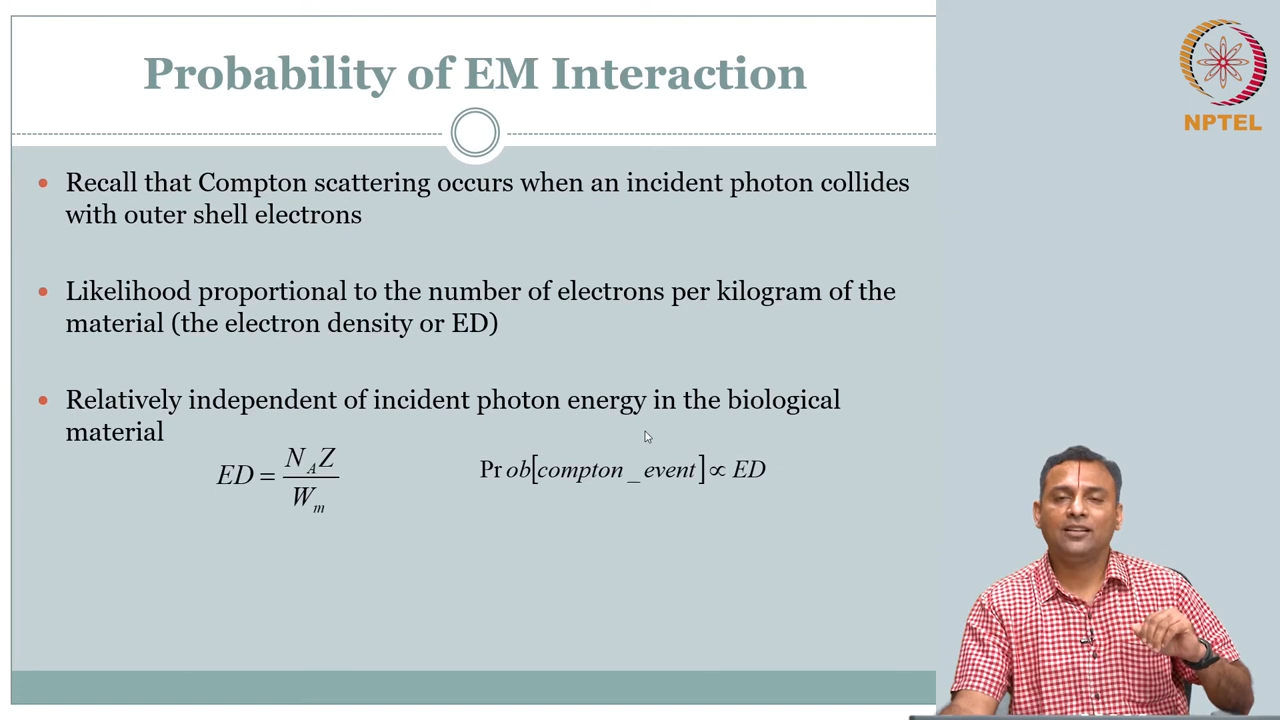 Probability of EM Interaction
NPTEL
• Recall that Compton scattering occurs when an incident photon collides
with outer shell electrons
• Likelihood proportional to the number of electrons per kilogram of the
material (the electron density or ED)
• Relatively independent of incident photon energy in the biological
material
ED = N_A Z / W_m
Prob[compton_event] ∝ ED